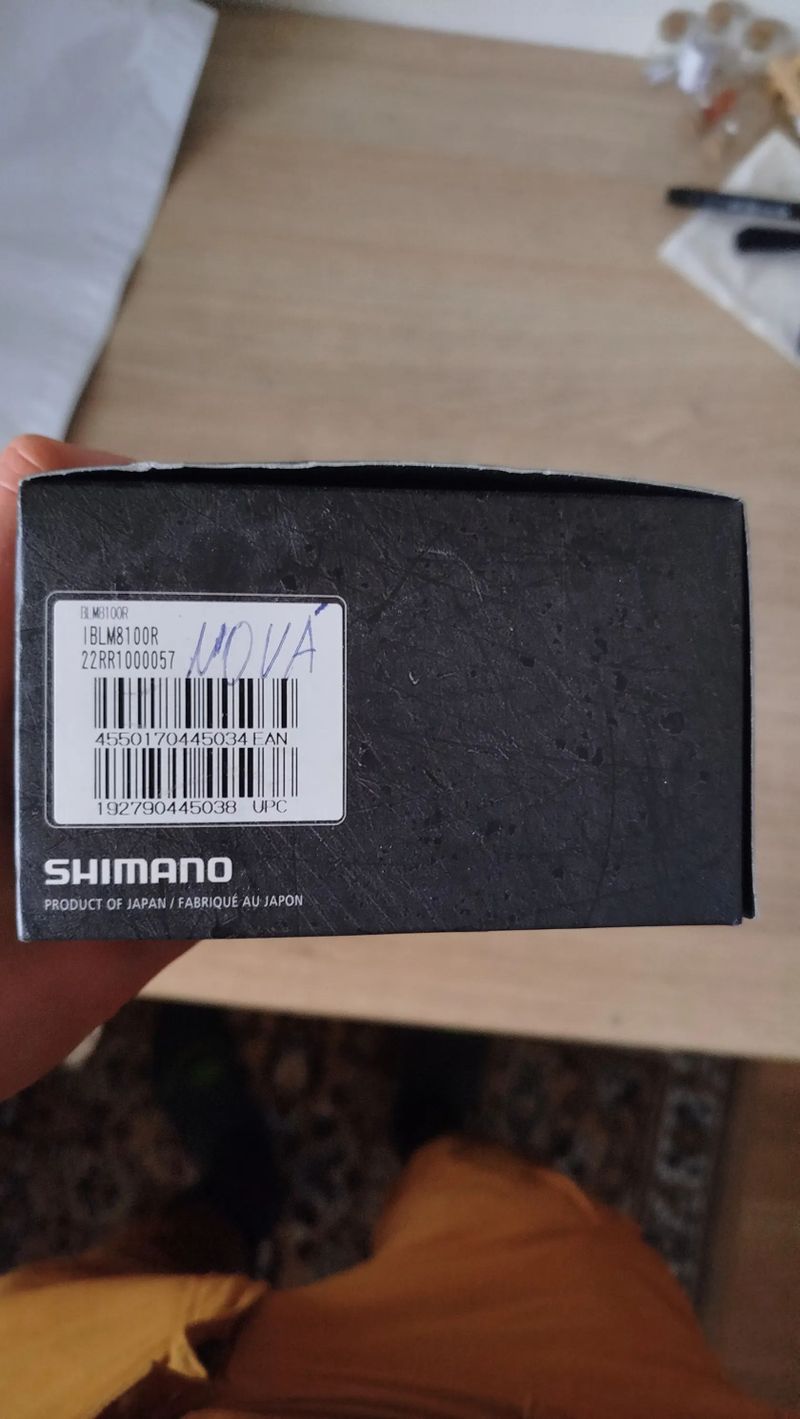 BLM8100R
IBLM8100R
22RR1000057
NOVÁ
4550170445034 EAN
192790445038 UPC
SHIMANO
PRODUCT OF JAPAN / FABRIQUÉ AU JAPON